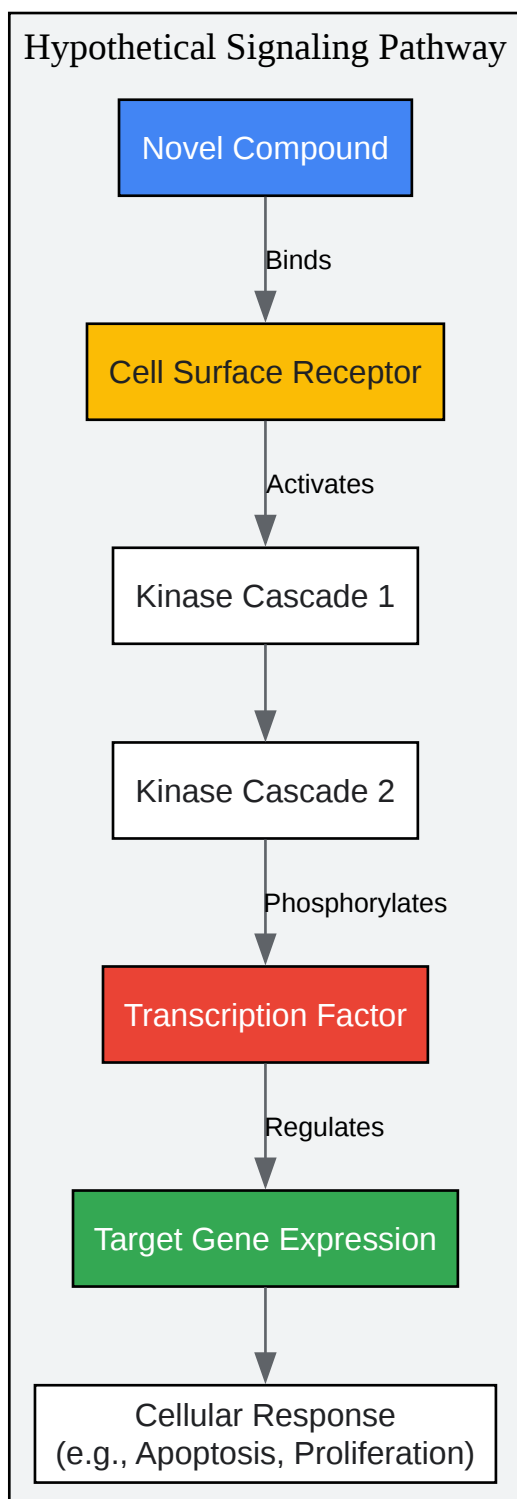 Hypothetical Signaling Pathway
Novel Compound
Binds
Cell Surface Receptor
Activates
Kinase Cascade 1
Kinase Cascade 2
Phosphorylates
Transcription Factor
Regulates
Target Gene Expression
Cellular Response
(e.g., Apoptosis, Proliferation)